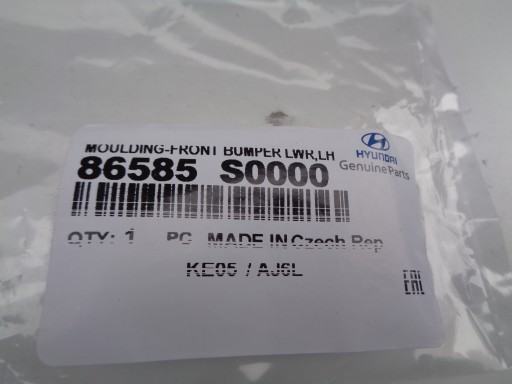 MOULDING-FRONT BUMPER LWR,LH
HYUNDAI
Genuine Parts
86585 S0000
QTY: 1 PC MADE IN Czech Rep
KE05 / AJ6L
EAC